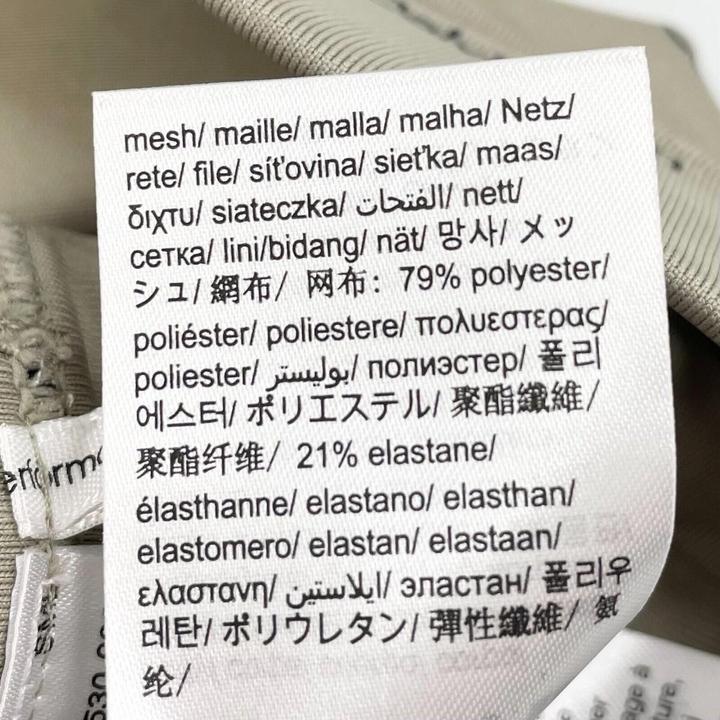 mesh/ maille/ malla/ malha/ Netz/
rete/ file/ síťovina/ sieťka/ maas/
διχτυ/ siateczka/ الفتحات/ nett/
сетка/ lini/bidang/ nät/ 망사/ メッ
シュ/ 網布/ 网布: 79% polyester/
poliéster/ poliestere/ πολυεστερας/
poliester/ بوليستر/ полиэстер/ 폴리
에스터/ ポリエステル/ 聚酯纖維/
聚酯纤维/ 21% elastane/
élasthanne/ elastano/ elasthan/
elastomero/ elastan/ elastaan/
ελαστανη/ ايلاستين/ эластан/ 폴리우
레탄/ ポリウレタン/ 彈性纖維/ 氨
纶/